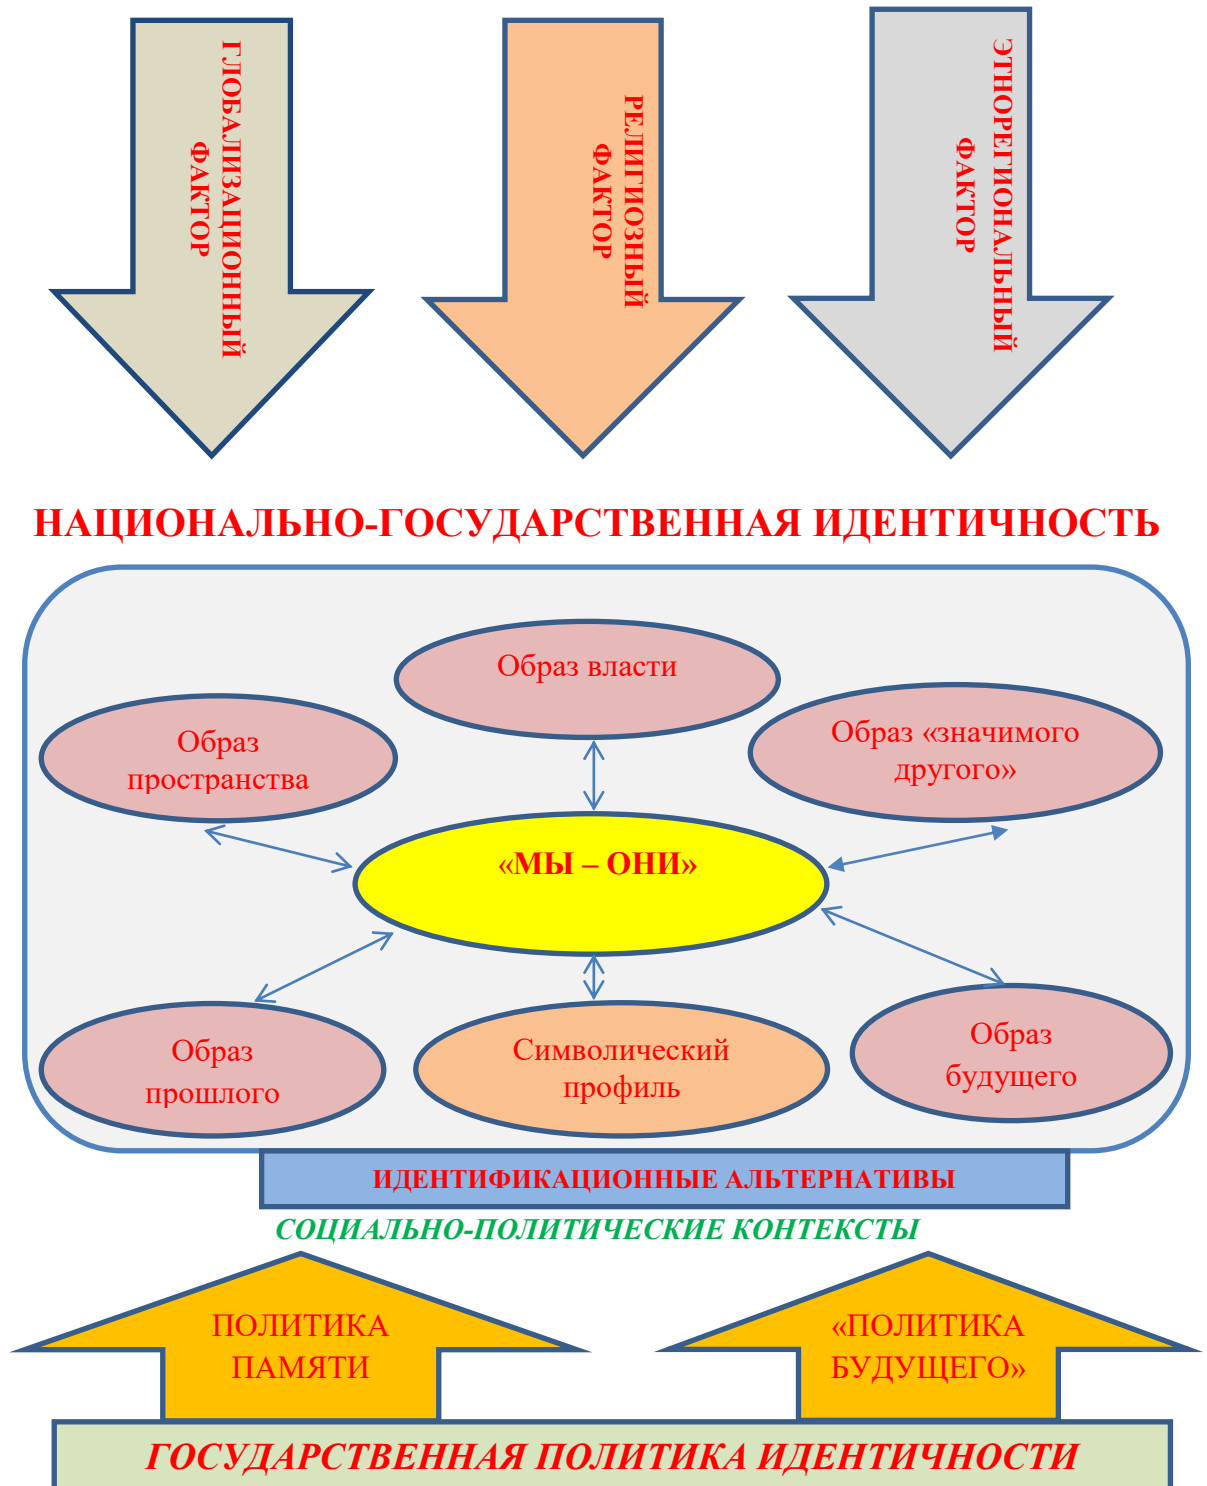 ГЛОБАЛИЗАЦИОННЫЙ
ФАКТОР
РЕЛИГИОЗНЫЙ
ФАКТОР
ЭТНОРЕГИОНАЛЬНЫЙ
ФАКТОР
НАЦИОНАЛЬНО-ГОСУДАРСТВЕННАЯ ИДЕНТИЧНОСТЬ
Образ власти
Образ
пространства
Образ «значимого
другого»
«МЫ – ОНИ»
Образ
прошлого
Символический
профиль
Образ
будущего
ИДЕНТИФИКАЦИОННЫЕ АЛЬТЕРНАТИВЫ
СОЦИАЛЬНО-ПОЛИТИЧЕСКИЕ КОНТЕКСТЫ
ПОЛИТИКА
ПАМЯТИ
«ПОЛИТИКА
БУДУЩЕГО»
ГОСУДАРСТВЕННАЯ ПОЛИТИКА ИДЕНТИЧНОСТИ